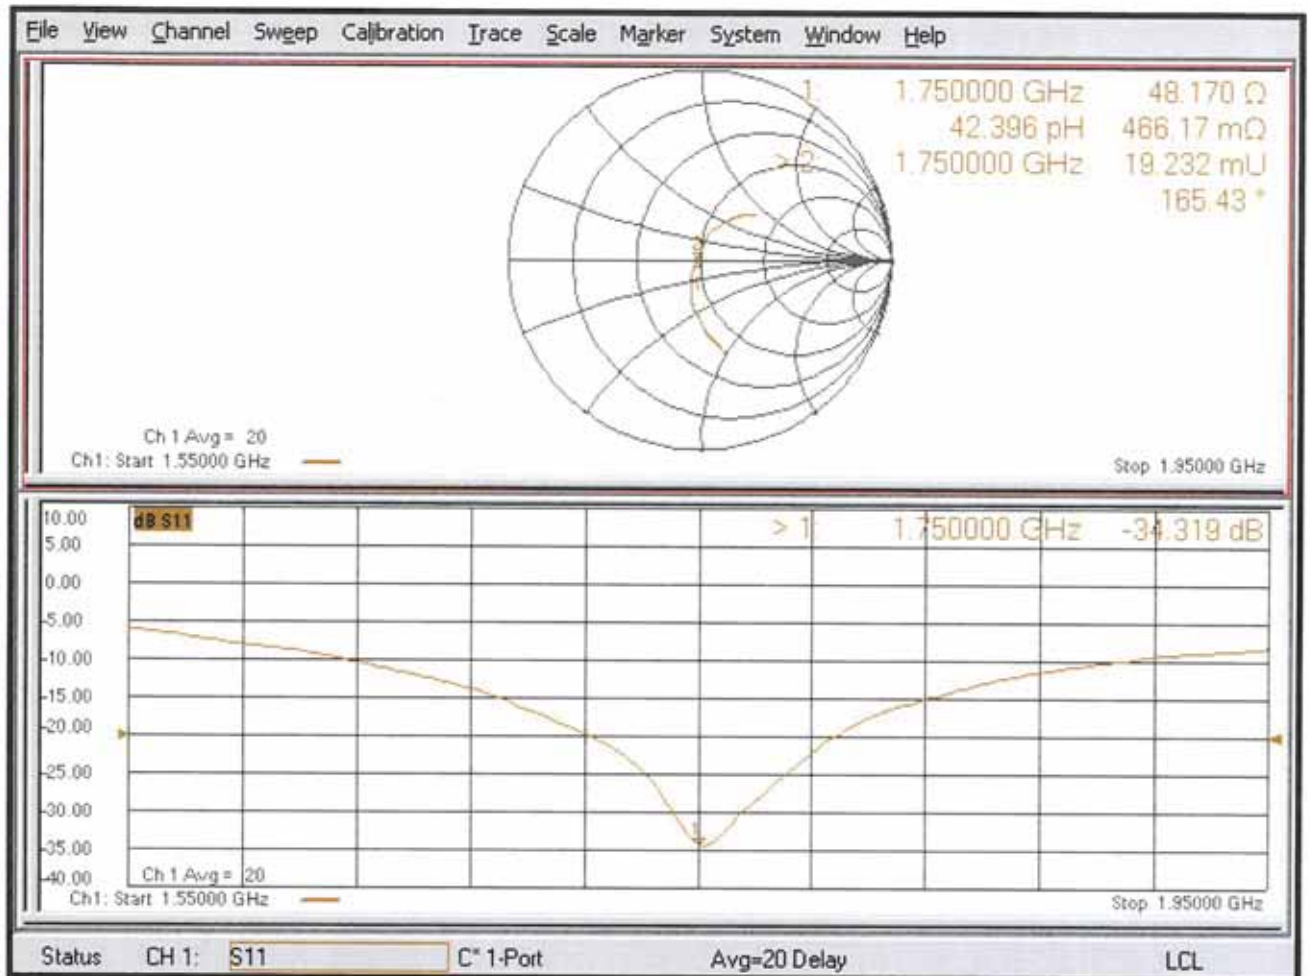 File View Channel Sweep Calibration Trace Scale Marker System Window Help
1: 1.750000 GHz 48.170 Ω
42.396 pH 466.17 mΩ
> 2: 1.750000 GHz 19.232 mU
165.43 °
Ch 1 Avg = 20
Ch1: Start 1.55000 GHz
Stop 1.95000 GHz
10.00
dB S11
> 1: 1.750000 GHz -34.319 dB
5.00
0.00
-5.00
-10.00
-15.00
-20.00
-25.00
-30.00
1
-35.00
-40.00
Ch 1 Avg = 20
Ch1: Start 1.55000 GHz
Stop 1.95000 GHz
Status CH 1: S11 C* 1-Port Avg=20 Delay LCL